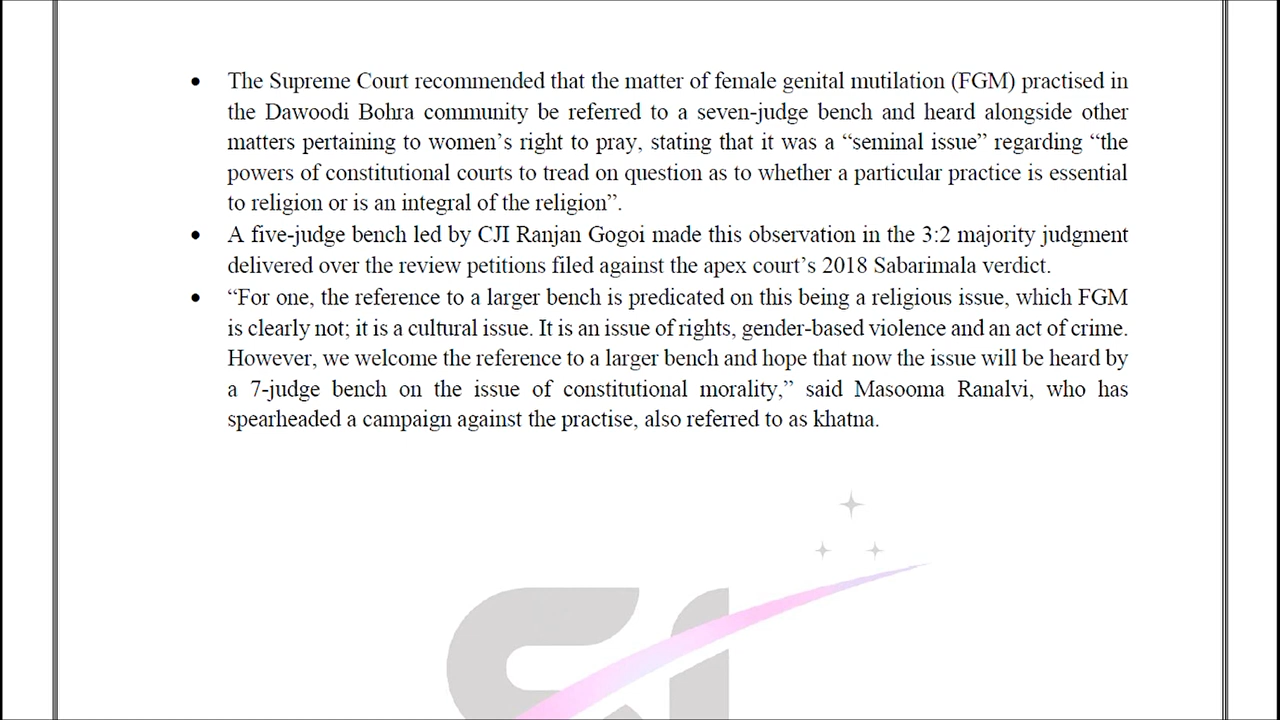 • The Supreme Court recommended that the matter of female genital mutilation (FGM) practised in
the Dawoodi Bohra community be referred to a seven-judge bench and heard alongside other
matters pertaining to women’s right to pray, stating that it was a “seminal issue” regarding “the
powers of constitutional courts to tread on question as to whether a particular practice is essential
to religion or is an integral of the religion”.
• A five-judge bench led by CJI Ranjan Gogoi made this observation in the 3:2 majority judgment
delivered over the review petitions filed against the apex court’s 2018 Sabarimala verdict.
• “For one, the reference to a larger bench is predicated on this being a religious issue, which FGM
is clearly not; it is a cultural issue. It is an issue of rights, gender-based violence and an act of crime.
However, we welcome the reference to a larger bench and hope that now the issue will be heard by
a 7-judge bench on the issue of constitutional morality,” said Masooma Ranalvi, who has
spearheaded a campaign against the practise, also referred to as khatna.